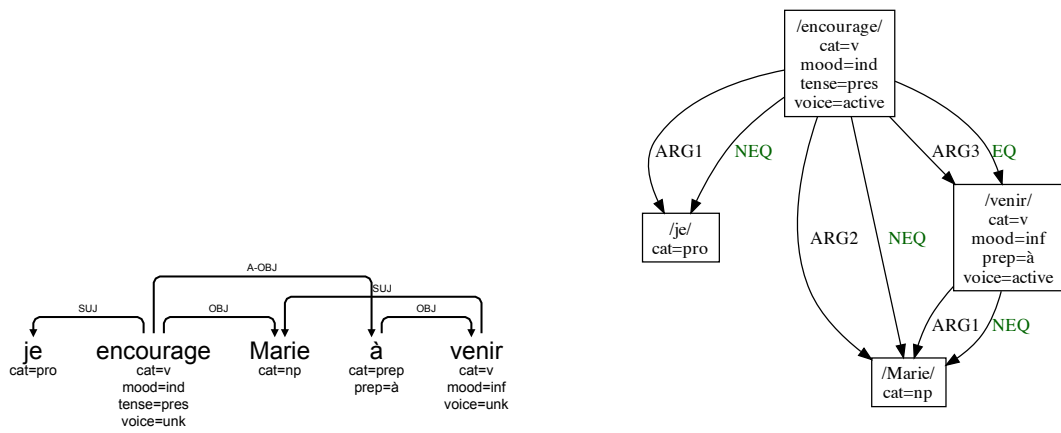 A-OBJ
SUJ
SUJ OBJ OBJ
je encourage Marie à venir
cat=pro cat=v cat=np cat=prep cat=v
mood=ind prep=à mood=inf
tense=pres voice=unk
voice=unk
/encourage/
cat=v
mood=ind
tense=pres
voice=active
ARG1 NEQ ARG3 EQ
/je/
cat=pro
/venir/
cat=v
mood=inf
prep=à
voice=active
ARG2 NEQ
ARG1 NEQ
/Marie/
cat=np